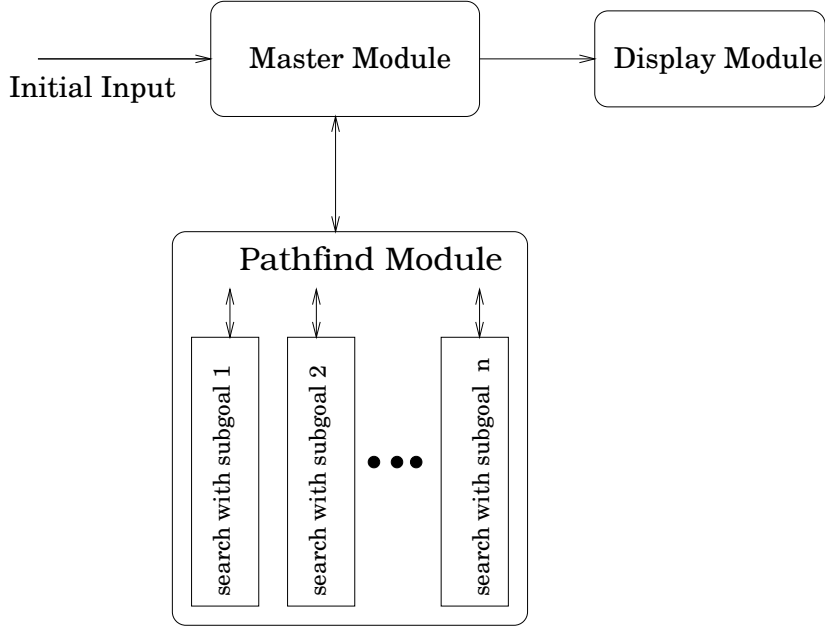 Master Module
Display Module
Initial Input
Pathfind Module
search with subgoal 1
search with subgoal 2
search with subgoal n